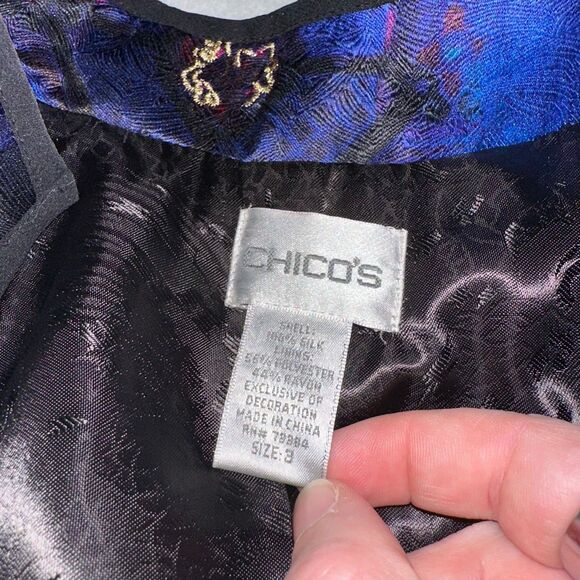 CHICO'S
SHELL:
100% SILK
LINING:
56% POLYESTER
44% RAYON
EXCLUSIVE OF
DECORATION
MADE IN CHINA
RN# 79384
SIZE: 3